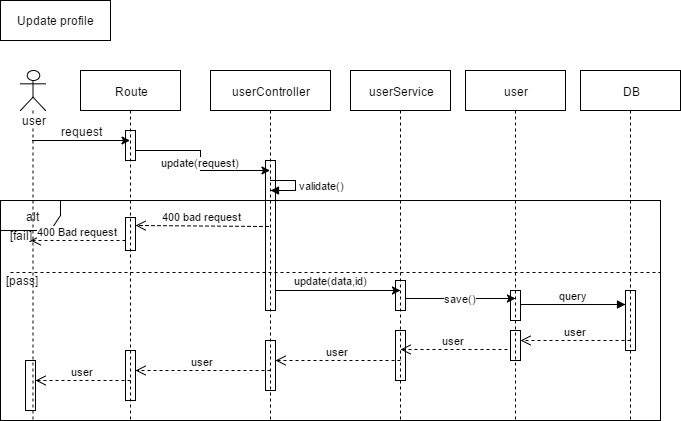 Update profile
user
Route
userController
userService
user
DB
request
update(request)
validate()
alt
400 bad request
[fail]
400 Bad request
[pass]
update(data,id)
save()
query
user
user
user
user
user